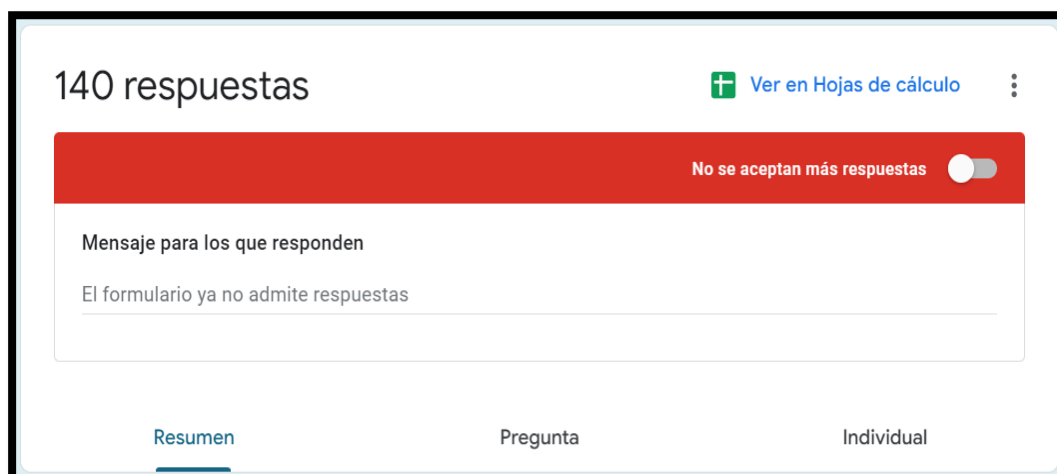 140 respuestas
Ver en Hojas de cálculo
No se aceptan más respuestas
Mensaje para los que responden
El formulario ya no admite respuestas
Resumen
Pregunta
Individual